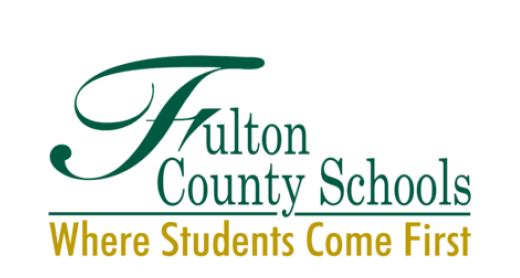 Fulton
County Schools
Where Students Come First